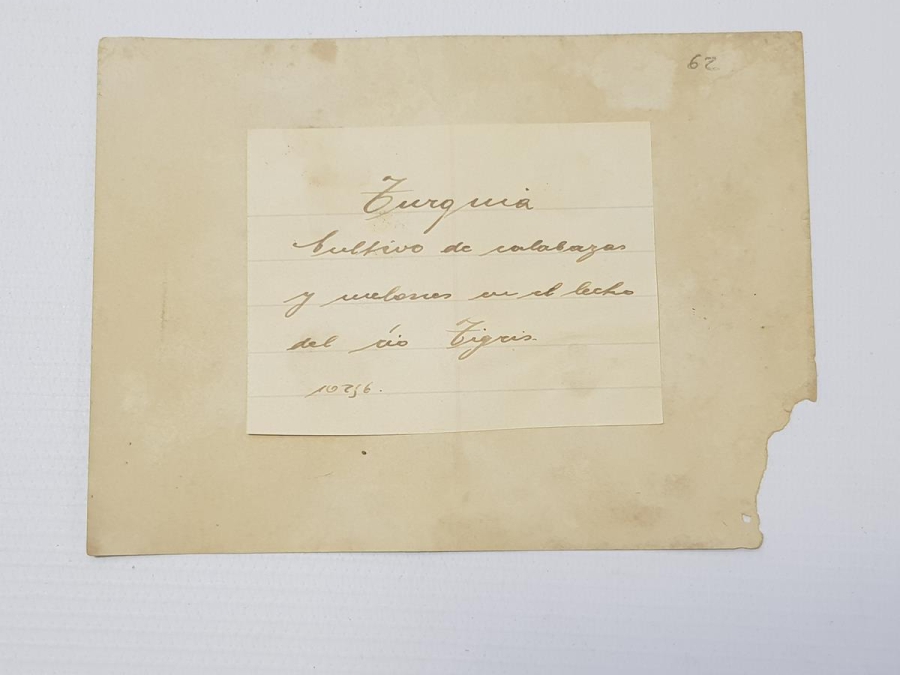 62
Turquia
Cultivo de calabazas
y melones en el lecho
del río Tigris.
10256.